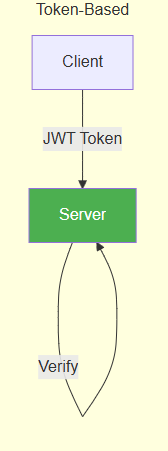 Token-Based
Client
JWT Token
Server
Verify